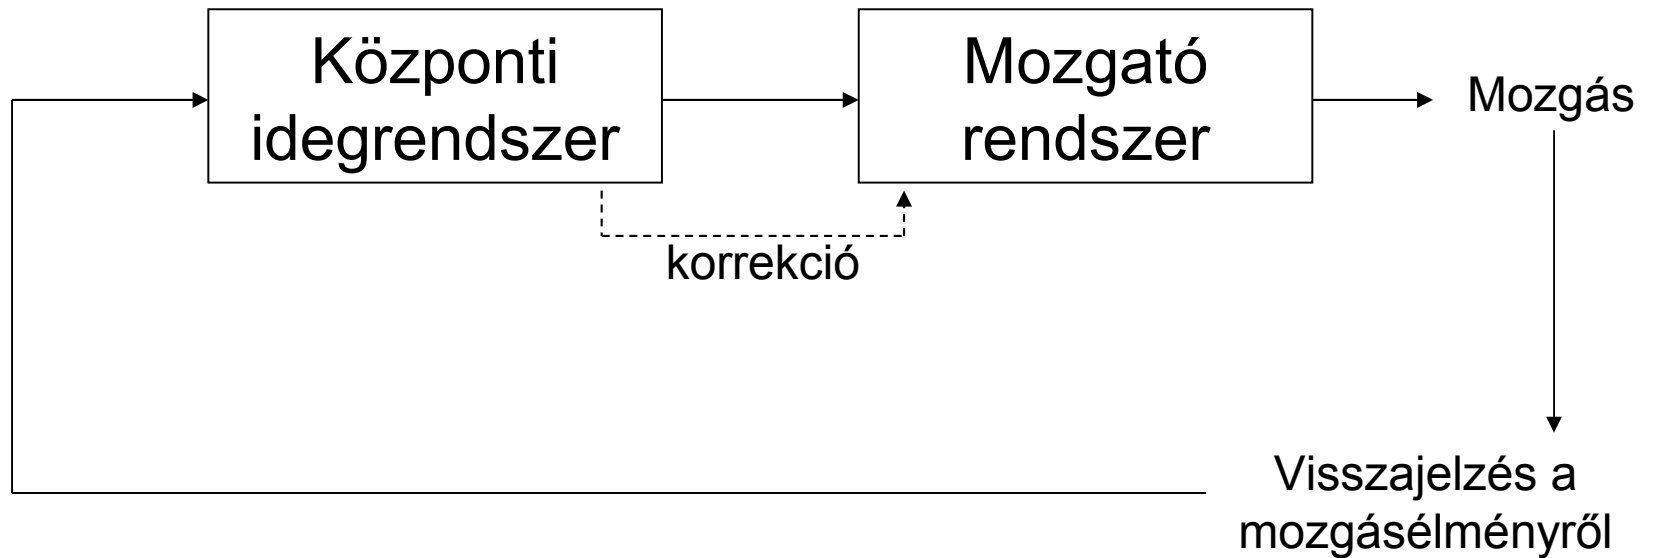 Központi
idegrendszer
Mozgató
rendszer
Mozgás
korrekció
Visszajelzés a
mozgásélményről